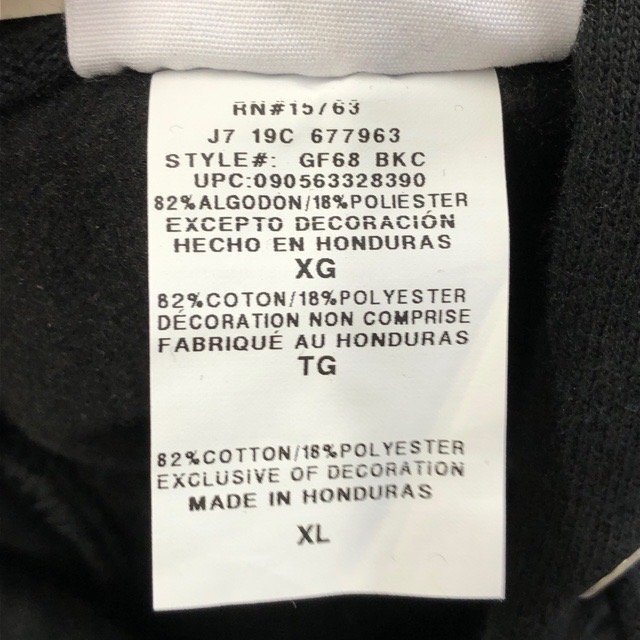 RN#15763
J7 19C 677963
STYLE#: GF68 BKC
UPC:090563328390
82%ALGODON/18%POLIESTER
EXCEPTO DECORACIÓN
HECHO EN HONDURAS
XG
82%COTON/18%POLYESTER
DÉCORATION NON COMPRISE
FABRIQUÉ AU HONDURAS
TG
82%COTTON/18%POLYESTER
EXCLUSIVE OF DECORATION
MADE IN HONDURAS
XL